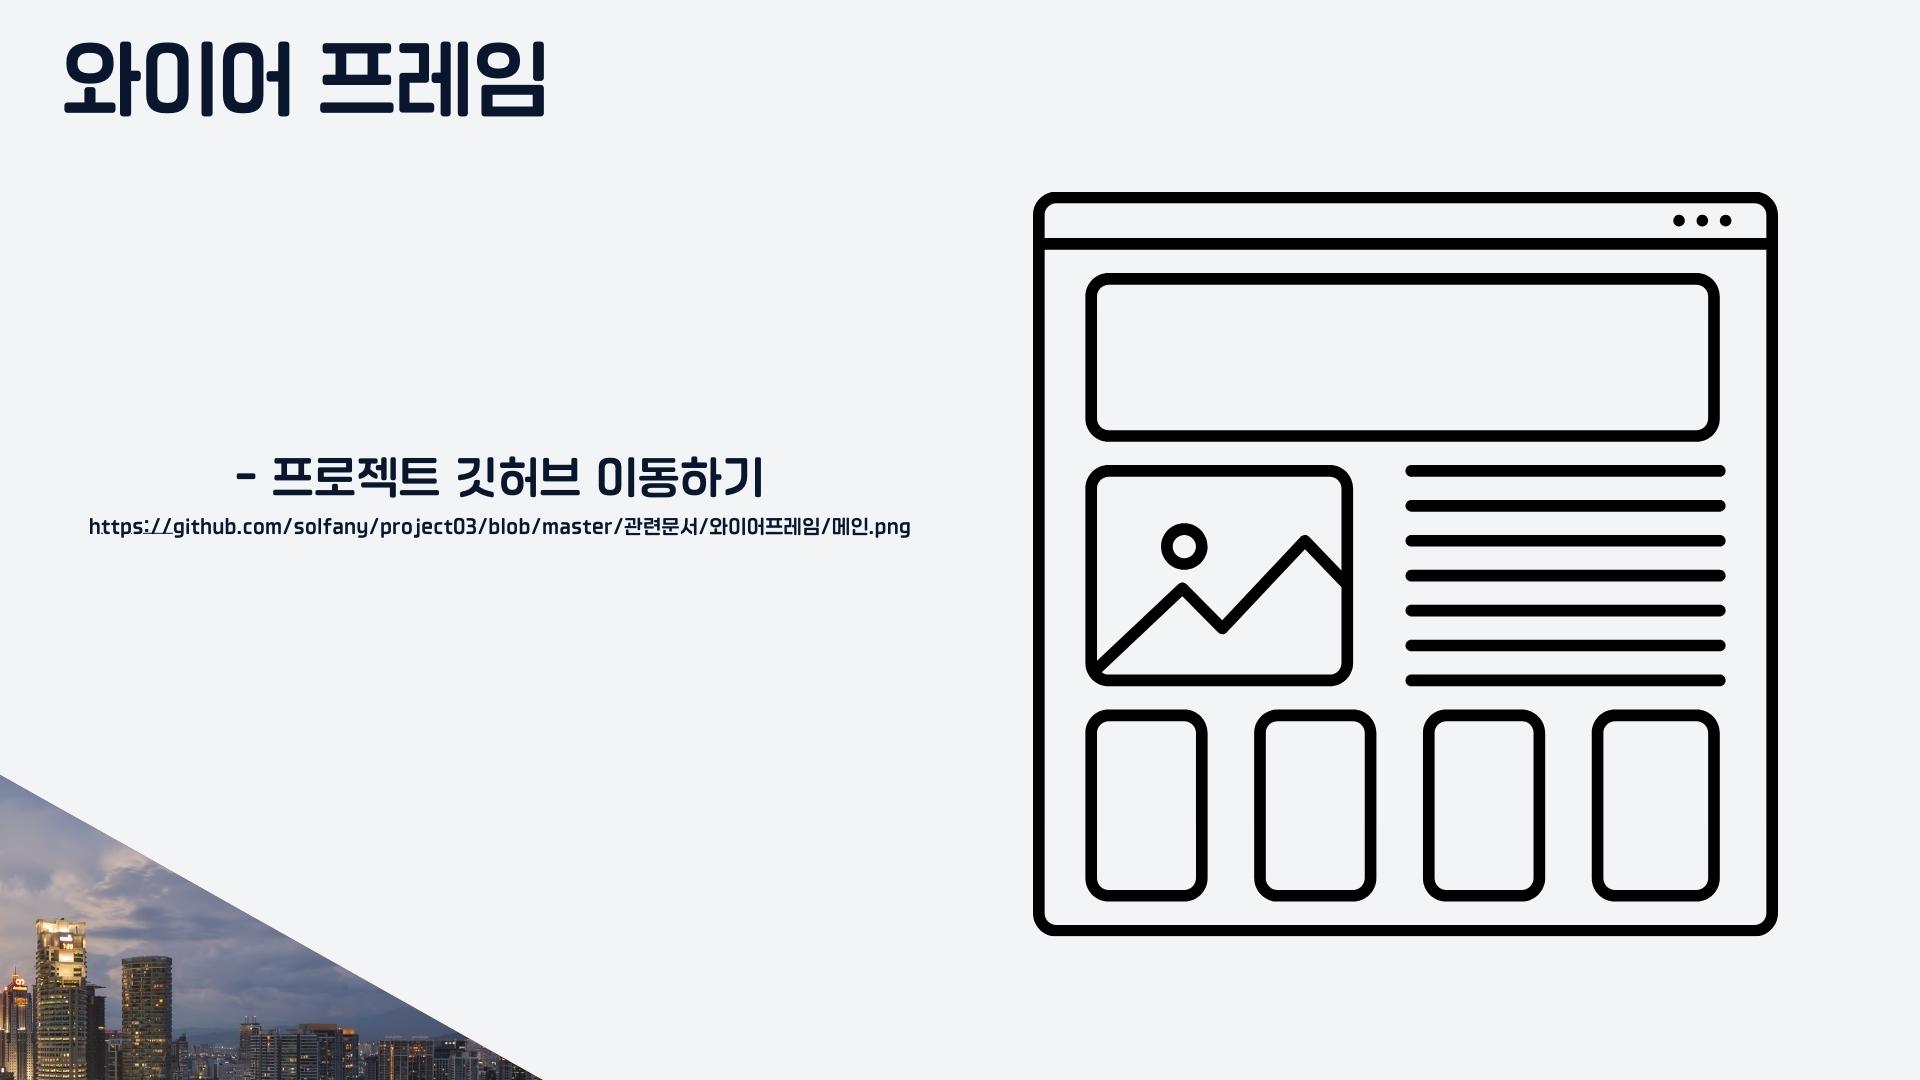 와이어 프레임
- 프로젝트 깃허브 이동하기
https://github.com/solfany/project03/blob/master/관련문서/와이어프레임/메인.png